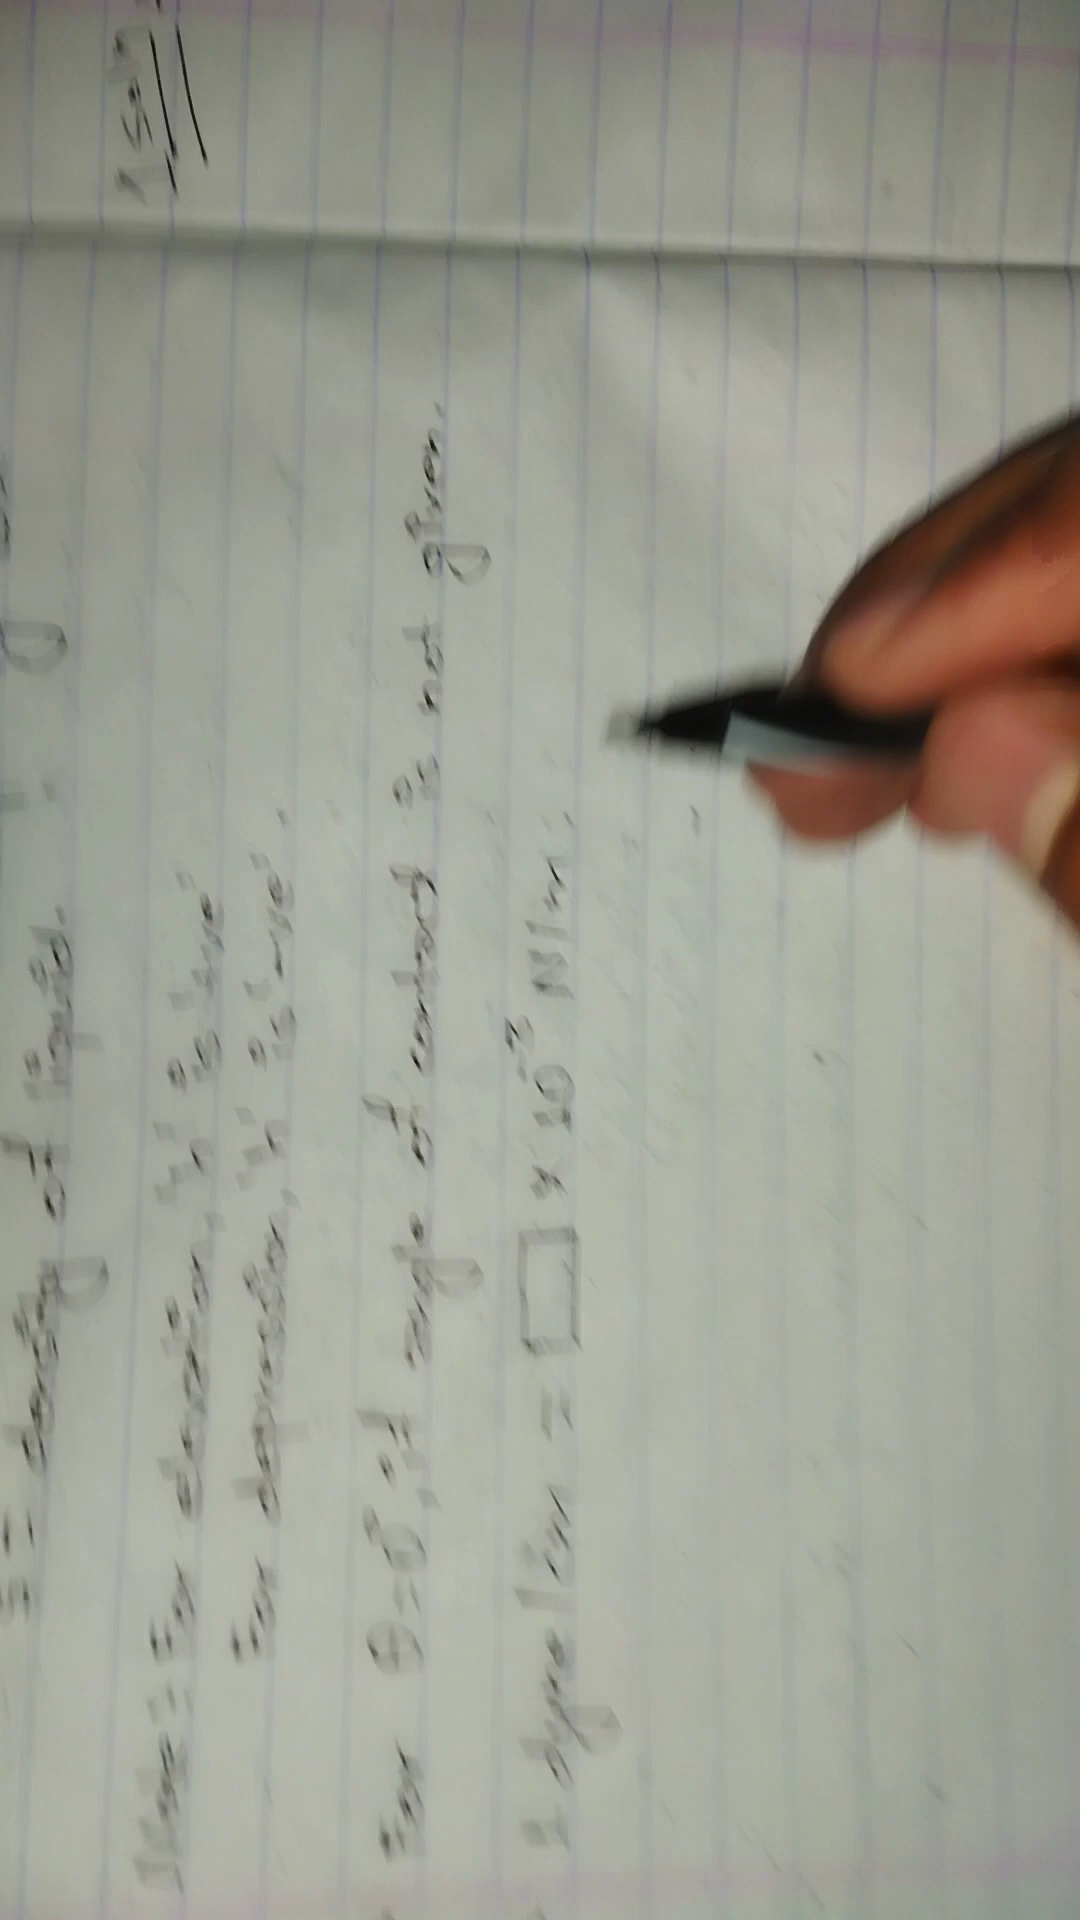 S = density of liquid.
Note:- For elevation, 'h' is '+ve'
For depression, 'h' is '-ve'.
For θ=0°, if angle of contact is not given.
1 dyne/cm = □ x 10⁻³ N/m.